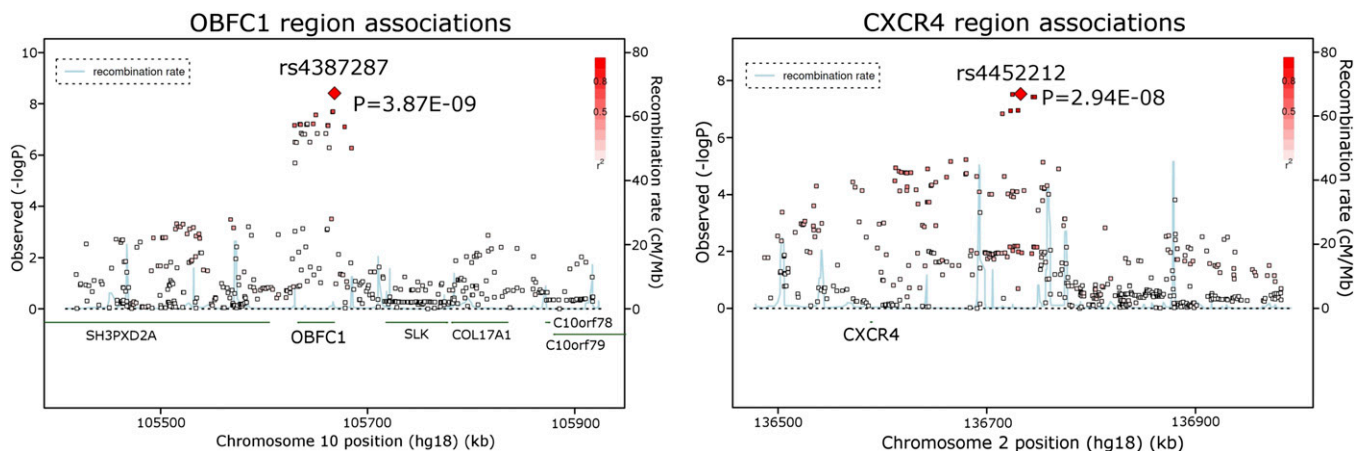 OBFC1 region associations
10
8
6
4
2
0
Observed (-logP)
recombination rate
rs4387287
P=3.87E-09
0.8
0.5
r²
80
60
40
20
0
Recombination rate (cM/Mb)
SH3PXD2A
OBFC1
SLK
COL17A1
C10orf78
C10orf79
105500
105700
105900
Chromosome 10 position (hg18) (kb)
CXCR4 region associations
8
6
4
2
0
Observed (-logP)
recombination rate
rs4452212
P=2.94E-08
0.8
0.5
r²
80
60
40
20
0
Recombination rate (cM/Mb)
CXCR4
136500
136700
136900
Chromosome 2 position (hg18) (kb)